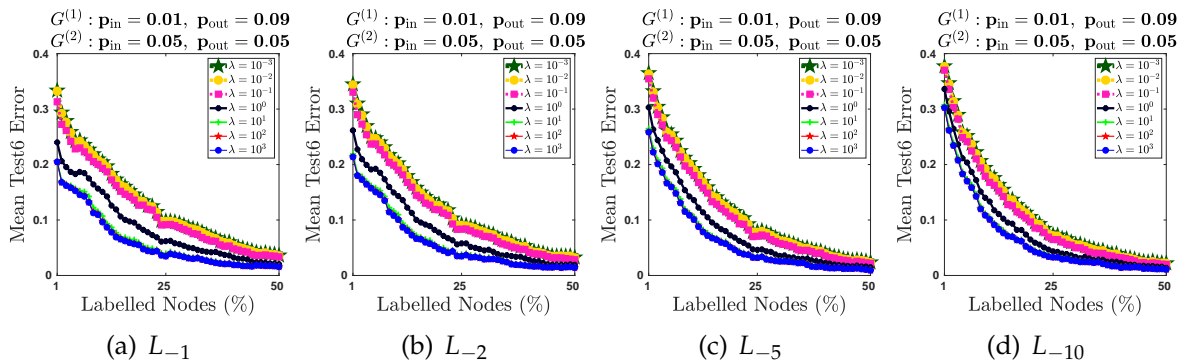 G^{(1)} : p_in = 0.01, p_out = 0.09
G^{(2)} : p_in = 0.05, p_out = 0.05
Mean Test6 Error
0.4
0.3
0.2
0.1
0
λ = 10^{-3}
λ = 10^{-2}
λ = 10^{-1}
λ = 10^0
λ = 10^1
λ = 10^2
λ = 10^3
1
25
50
Labelled Nodes (%)
(a) L_{-1}
G^{(1)} : p_in = 0.01, p_out = 0.09
G^{(2)} : p_in = 0.05, p_out = 0.05
Mean Test6 Error
0.4
0.3
0.2
0.1
0
λ = 10^{-3}
λ = 10^{-2}
λ = 10^{-1}
λ = 10^0
λ = 10^1
λ = 10^2
λ = 10^3
1
25
50
Labelled Nodes (%)
(b) L_{-2}
G^{(1)} : p_in = 0.01, p_out = 0.09
G^{(2)} : p_in = 0.05, p_out = 0.05
Mean Test6 Error
0.4
0.3
0.2
0.1
0
λ = 10^{-3}
λ = 10^{-2}
λ = 10^{-1}
λ = 10^0
λ = 10^1
λ = 10^2
λ = 10^3
1
25
50
Labelled Nodes (%)
(c) L_{-5}
G^{(1)} : p_in = 0.01, p_out = 0.09
G^{(2)} : p_in = 0.05, p_out = 0.05
Mean Test6 Error
0.4
0.3
0.2
0.1
0
λ = 10^{-3}
λ = 10^{-2}
λ = 10^{-1}
λ = 10^0
λ = 10^1
λ = 10^2
λ = 10^3
1
25
50
Labelled Nodes (%)
(d) L_{-10}